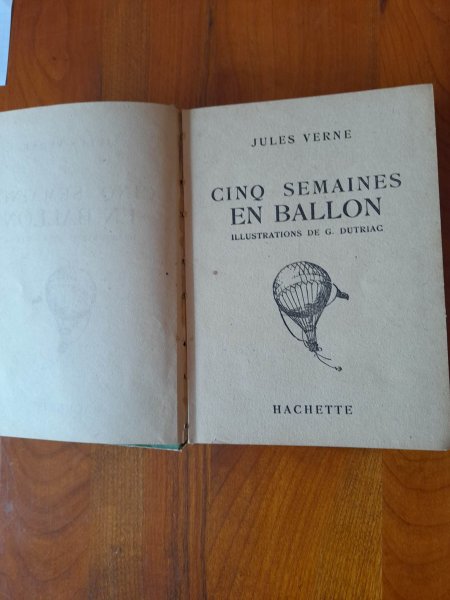 JULES VERNE
CINQ SEMAINES
EN BALLON
ILLUSTRATIONS DE G. DUTRIAC
HACHETTE